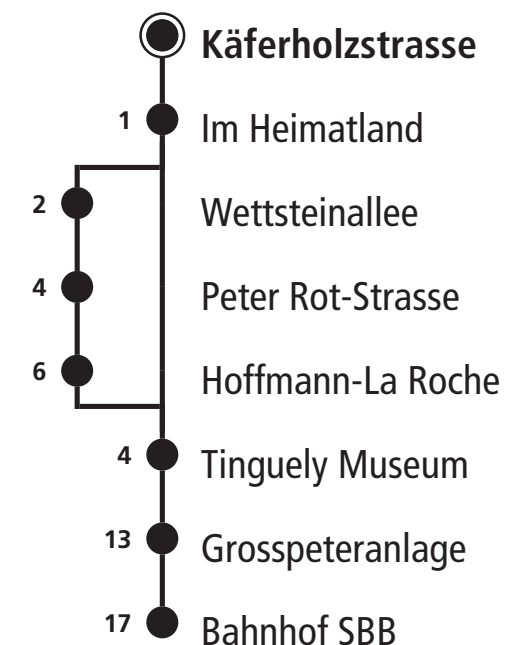 Käferholzstrasse
1 Im Heimatland
2 Wettsteinallee
4 Peter Rot-Strasse
6 Hoffmann-La Roche
4 Tinguely Museum
13 Grosspeteranlage
17 Bahnhof SBB